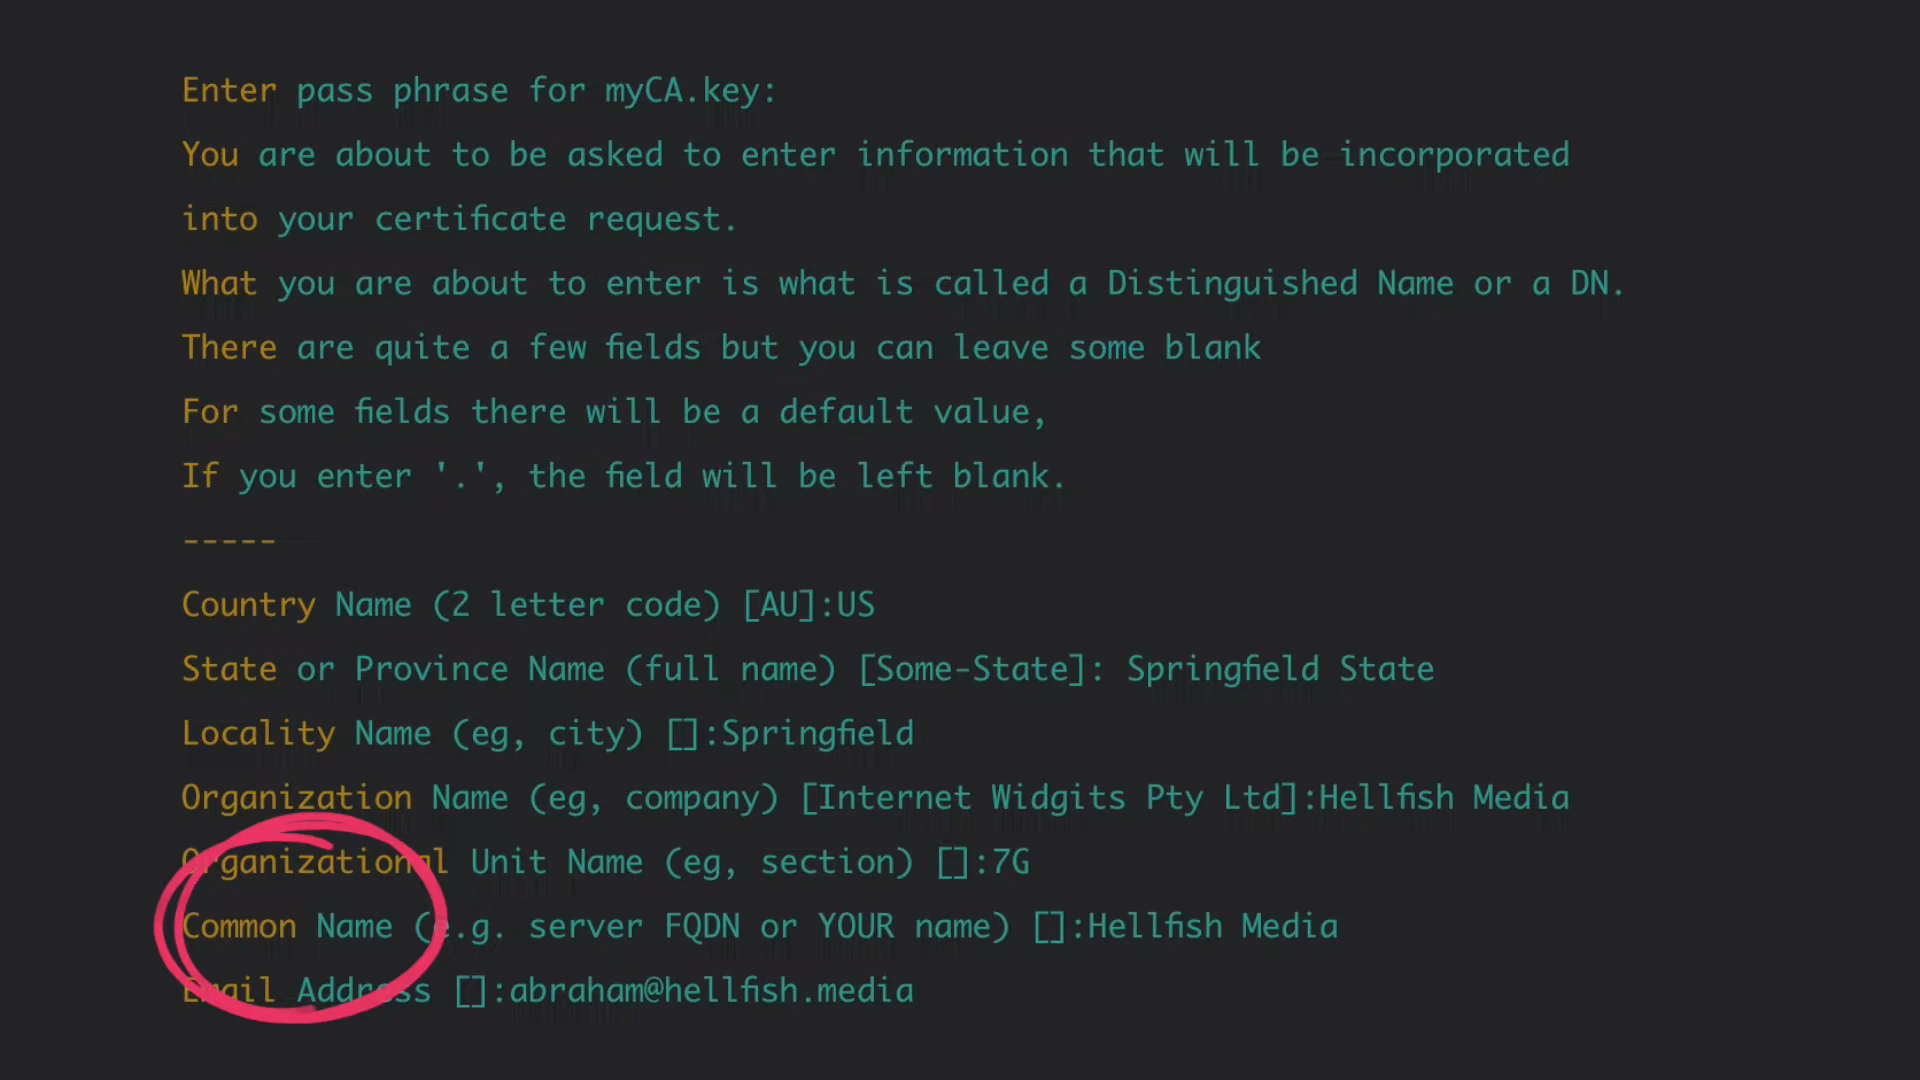 Enter pass phrase for myCA.key:
You are about to be asked to enter information that will be incorporated
into your certificate request.
What you are about to enter is what is called a Distinguished Name or a DN.
There are quite a few fields but you can leave some blank
For some fields there will be a default value,
If you enter '.', the field will be left blank.
-----
Country Name (2 letter code) [AU]:US
State or Province Name (full name) [Some-State]: Springfield State
Locality Name (eg, city) []:Springfield
Organization Name (eg, company) [Internet Widgits Pty Ltd]:Hellfish Media
Organizational Unit Name (eg, section) []:7G
Common Name (e.g. server FQDN or YOUR name) []:Hellfish Media
Email Address []:abraham@hellfish.media